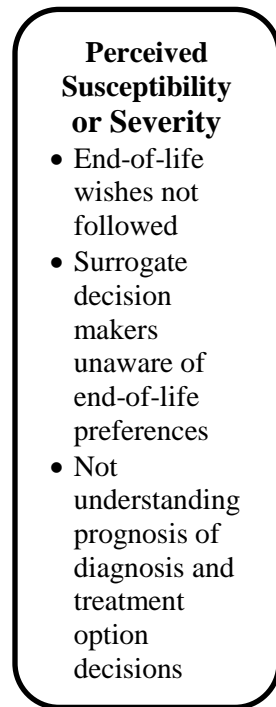 Perceived
Susceptibility
or Severity
• End-of-life
wishes not
followed
• Surrogate
decision
makers
unaware of
end-of-life
preferences
• Not
understanding
prognosis of
diagnosis and
treatment
option
decisions